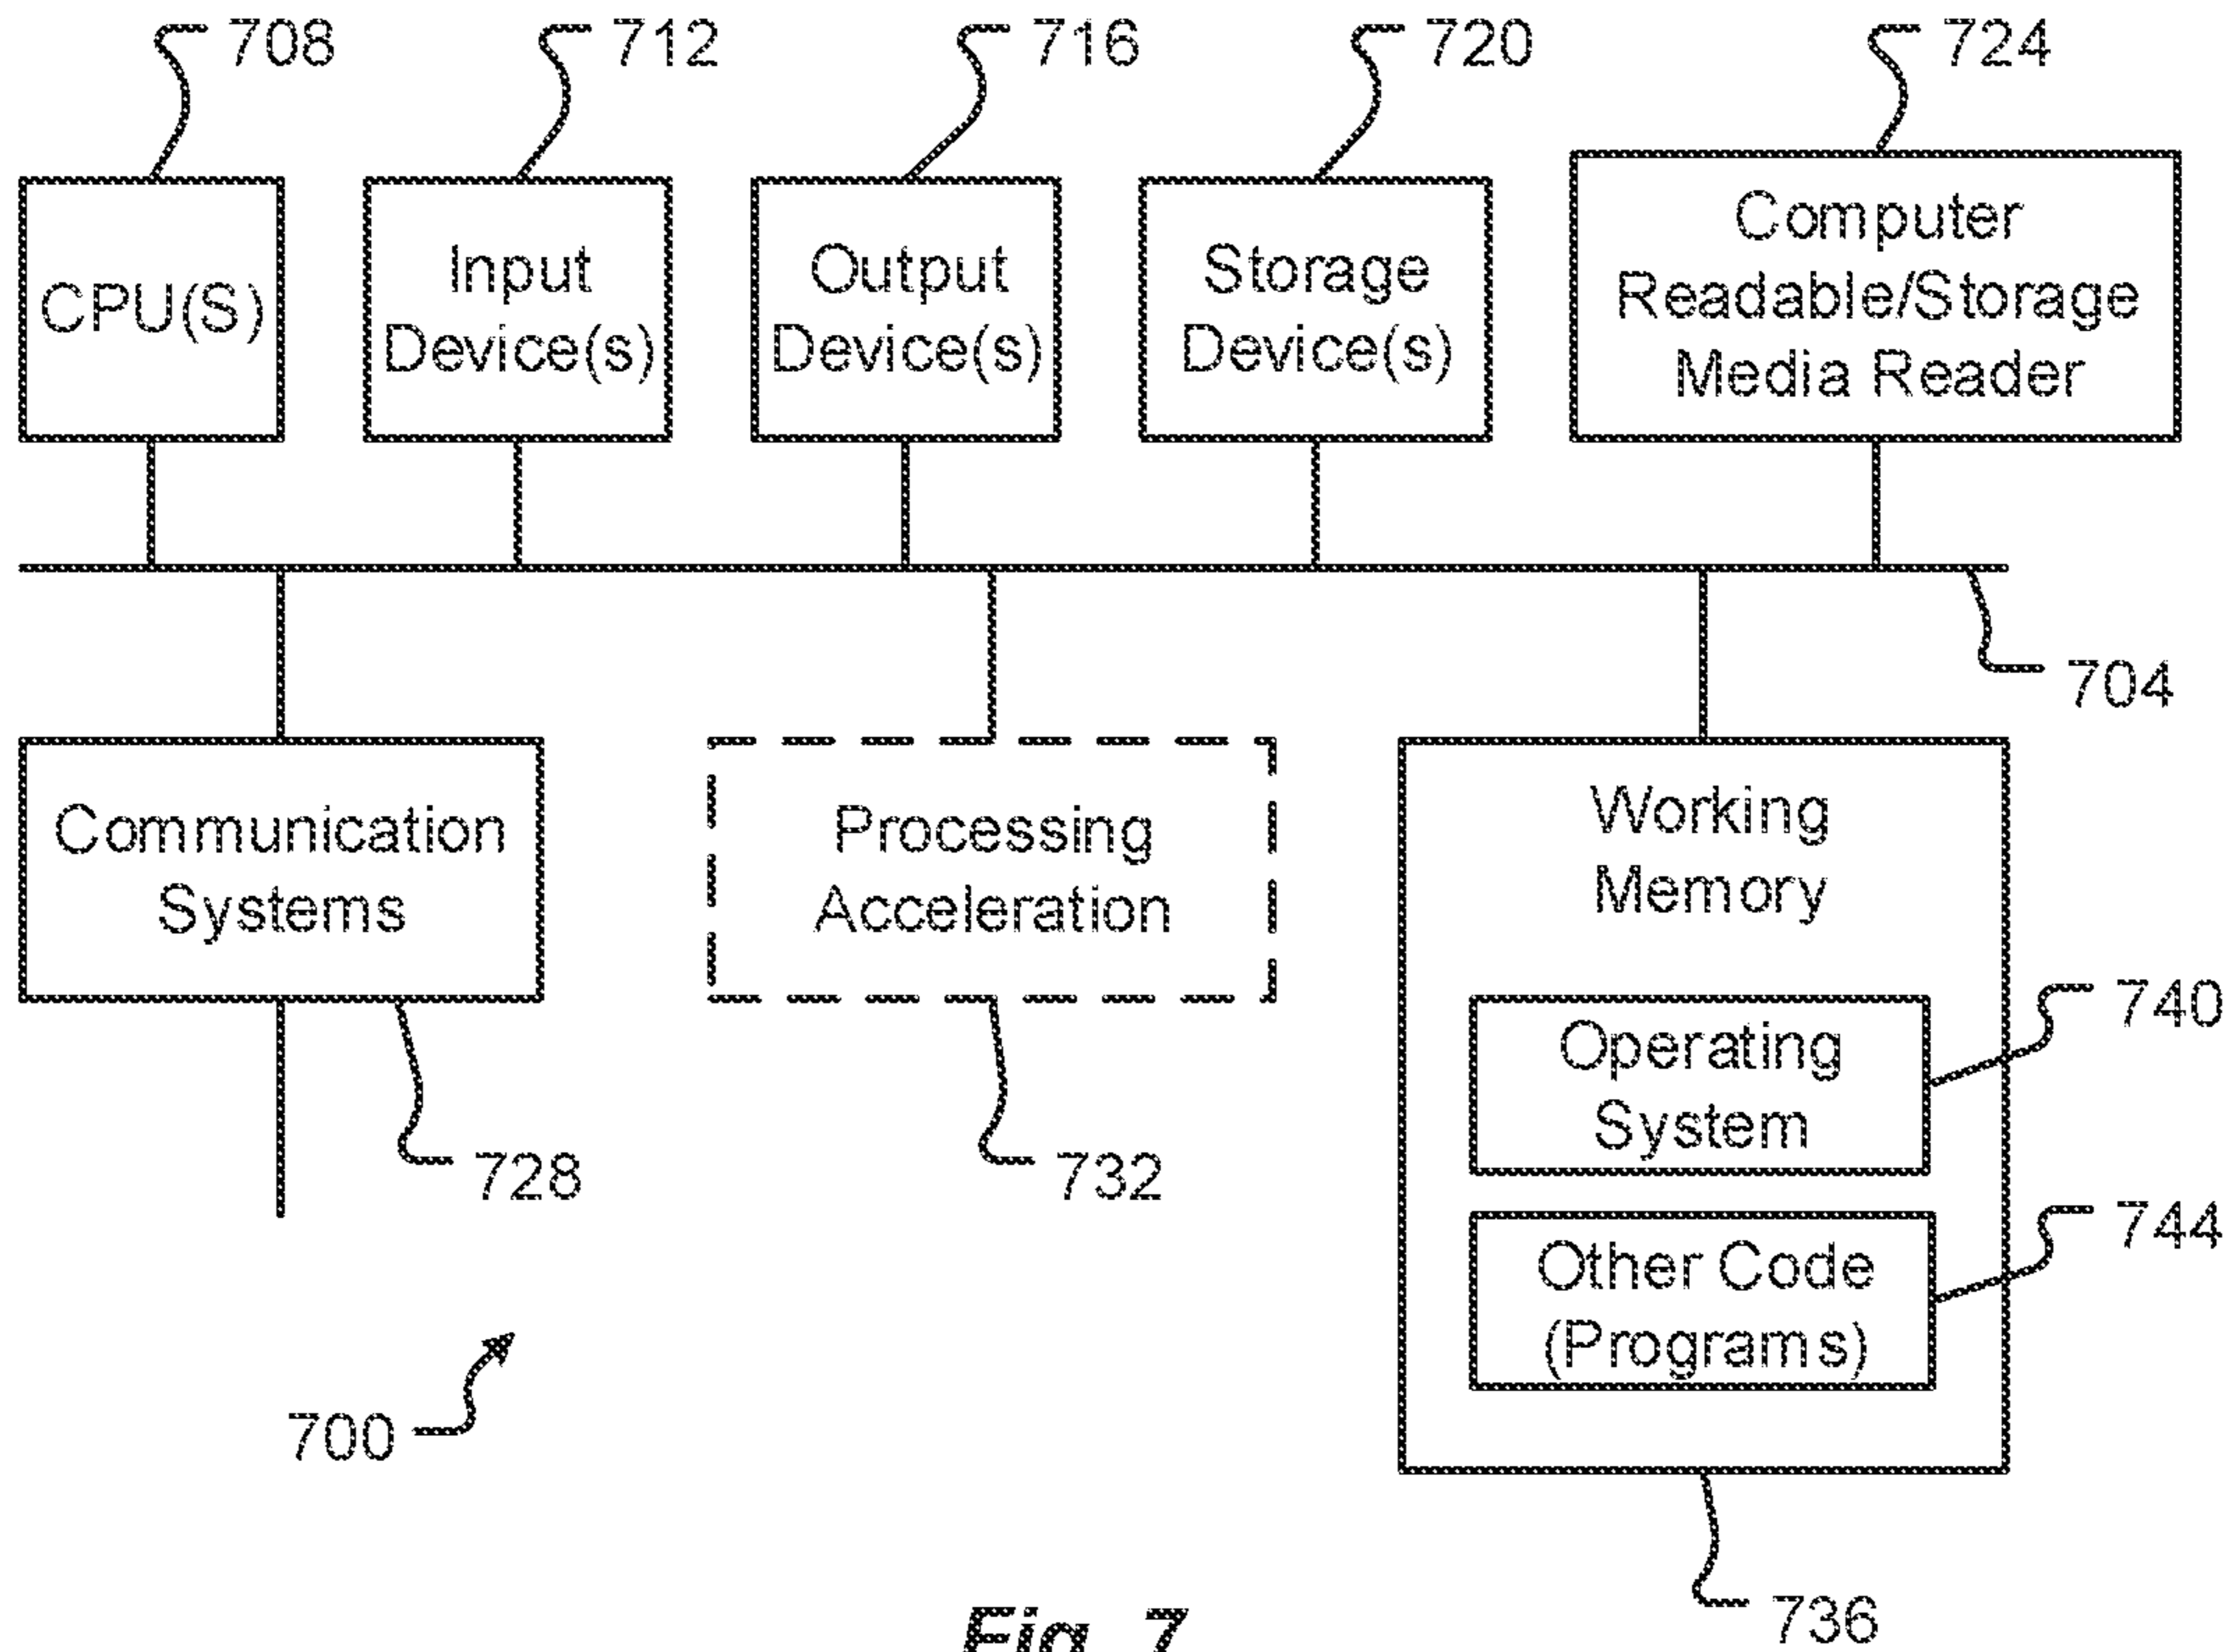 708
712
716
720
724
CPU(S)
Input
Device(s)
Output
Device(s)
Storage
Device(s)
Computer
Readable/Storage
Media Reader
704
Communication
Systems
728
Processing
Acceleration
732
Working
Memory
Operating
System
740
Other Code
(Programs)
744
700
736
Fig. 7